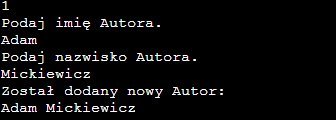 1
Podaj imię Autora.
Adam
Podaj nazwisko Autora.
Mickiewicz
Został dodany nowy Autor:
Adam Mickiewicz